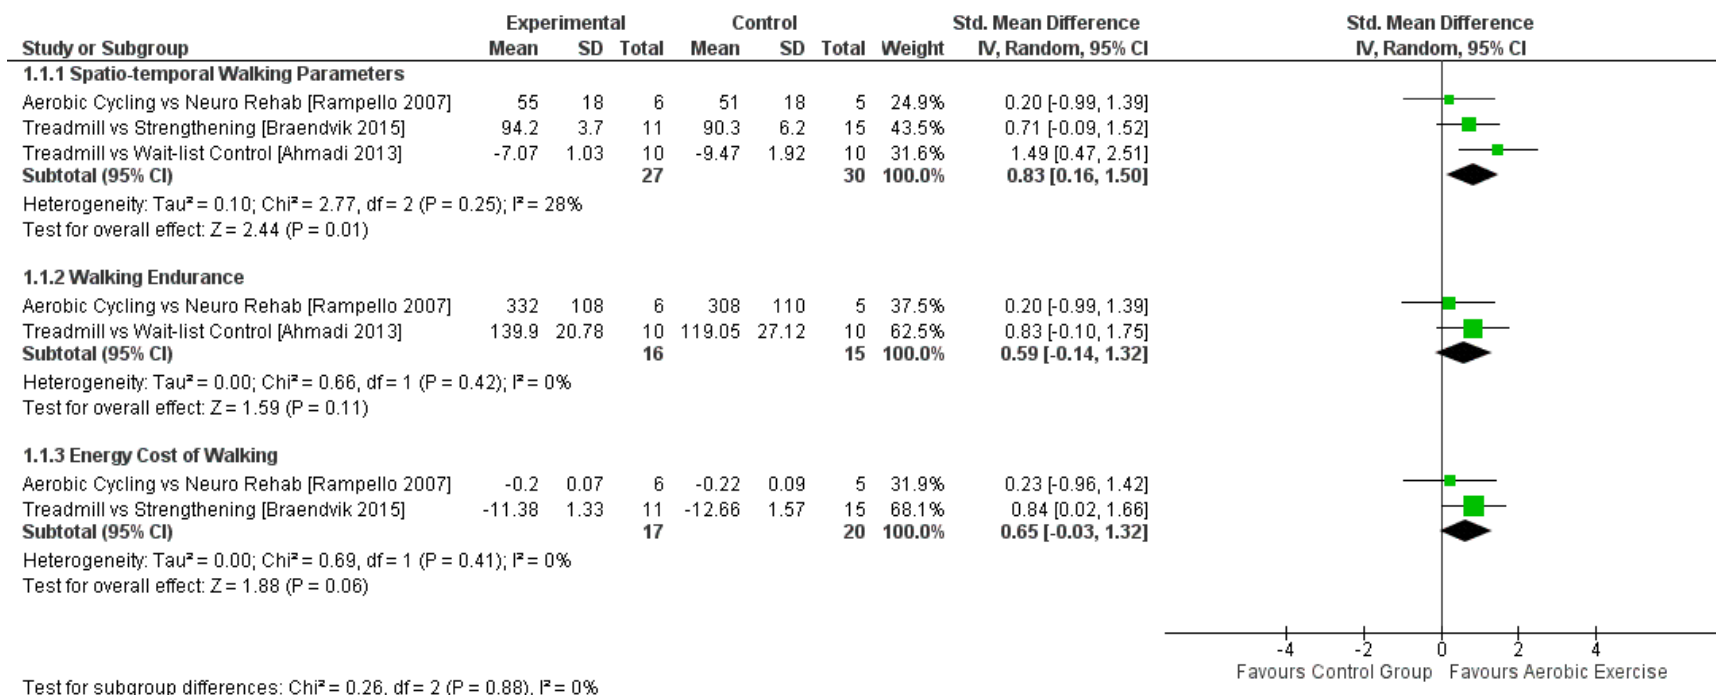 Experimental Control Std. Mean Difference Std. Mean Difference
Study or Subgroup Mean SD Total Mean SD Total Weight IV, Random, 95% CI IV, Random, 95% CI
1.1.1 Spatio-temporal Walking Parameters
Aerobic Cycling vs Neuro Rehab [Rampello 2007] 55 18 6 51 18 5 24.9% 0.20 [-0.99, 1.39]
Treadmill vs Strengthening [Braendvik 2015] 94.2 3.7 11 90.3 6.2 15 43.5% 0.71 [-0.09, 1.52]
Treadmill vs Wait-list Control [Ahmadi 2013] -7.07 1.03 10 -9.47 1.92 10 31.6% 1.49 [0.47, 2.51]
Subtotal (95% CI) 27 30 100.0% 0.83 [0.16, 1.50]
Heterogeneity: Tau² = 0.10; Chi² = 2.77, df = 2 (P = 0.25); I² = 28%
Test for overall effect: Z = 2.44 (P = 0.01)
1.1.2 Walking Endurance
Aerobic Cycling vs Neuro Rehab [Rampello 2007] 332 108 6 308 110 5 37.5% 0.20 [-0.99, 1.39]
Treadmill vs Wait-list Control [Ahmadi 2013] 139.9 20.78 10 119.05 27.12 10 62.5% 0.83 [-0.10, 1.75]
Subtotal (95% CI) 16 15 100.0% 0.59 [-0.14, 1.32]
Heterogeneity: Tau² = 0.00; Chi² = 0.66, df = 1 (P = 0.42); I² = 0%
Test for overall effect: Z = 1.59 (P = 0.11)
1.1.3 Energy Cost of Walking
Aerobic Cycling vs Neuro Rehab [Rampello 2007] -0.2 0.07 6 -0.22 0.09 5 31.9% 0.23 [-0.96, 1.42]
Treadmill vs Strengthening [Braendvik 2015] -11.38 1.33 11 -12.66 1.57 15 68.1% 0.84 [0.02, 1.66]
Subtotal (95% CI) 17 20 100.0% 0.65 [-0.03, 1.32]
Heterogeneity: Tau² = 0.00; Chi² = 0.69, df = 1 (P = 0.41); I² = 0%
Test for overall effect: Z = 1.88 (P = 0.06)
-4 -2 0 2 4
Favours Control Group Favours Aerobic Exercise
Test for subgroup differences: Chi² = 0.26, df = 2 (P = 0.88), I² = 0%